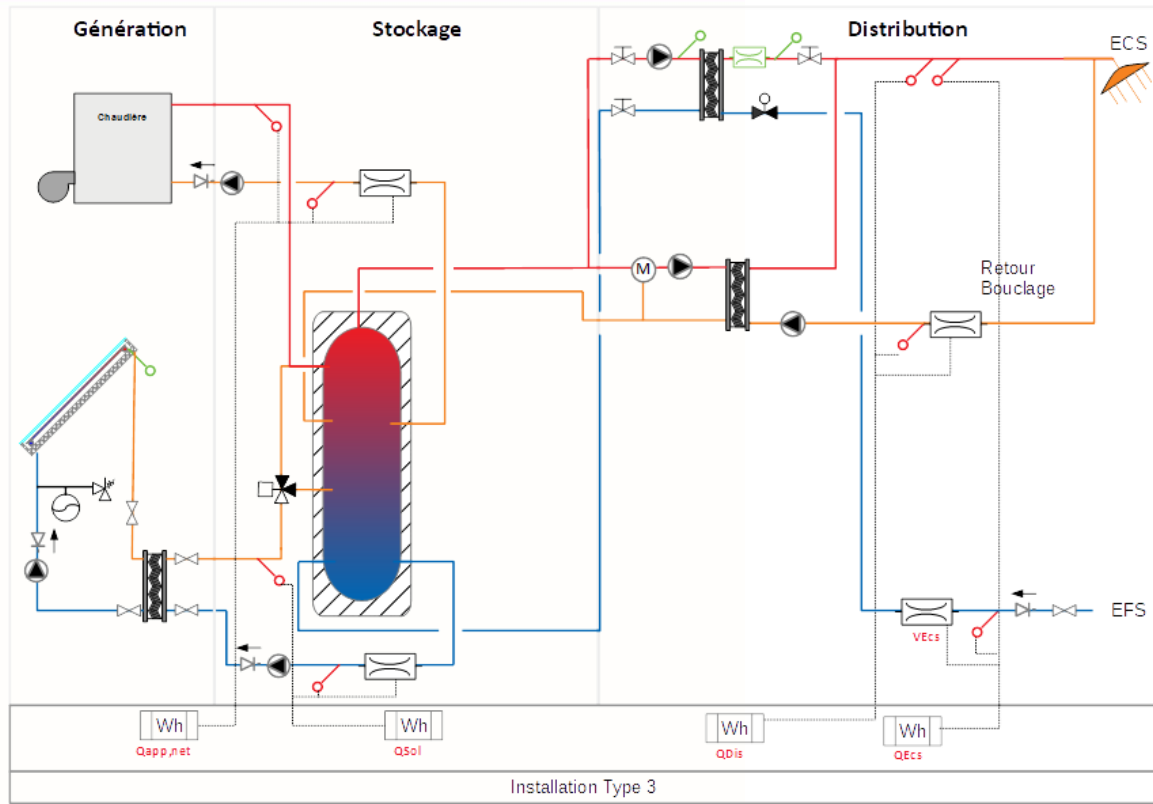 Génération
Stockage
Distribution
ECS
Chaudière
M
Retour
Bouclage
EFS
VEcs
Wh
Wh
Wh
Wh
Qapp,net
QSol
QDis
QEcs
Installation Type 3